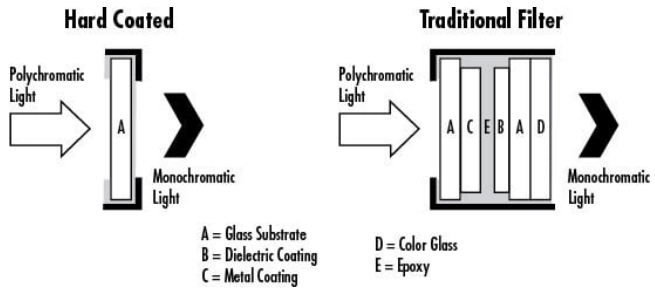 Hard Coated
Polychromatic
Light
A
Monochromatic
Light
Traditional Filter
Polychromatic
Light
A C E B A D
Monochromatic
Light
A = Glass Substrate
B = Dielectric Coating
C = Metal Coating
D = Color Glass
E = Epoxy